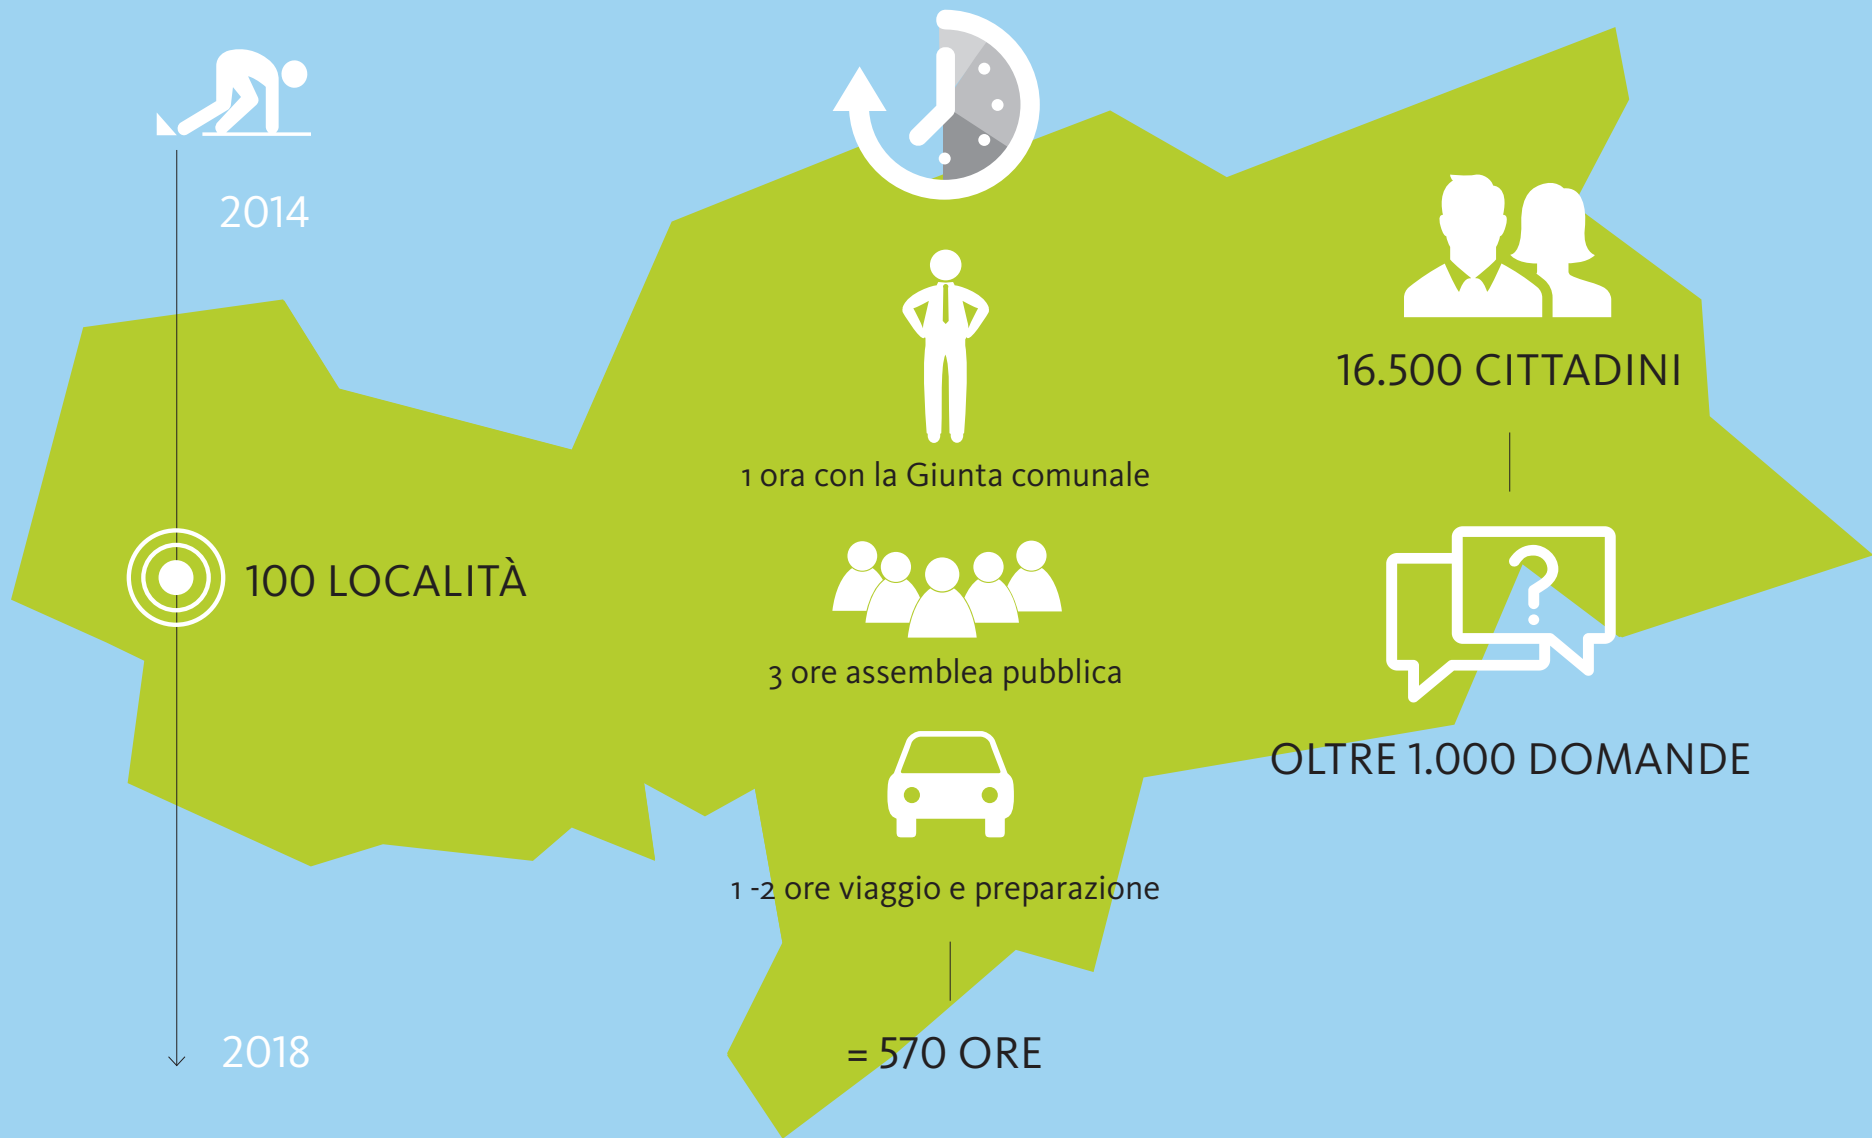 2014
100 LOCALITÀ
2018
1 ora con la Giunta comunale
3 ore assemblea pubblica
1 -2 ore viaggio e preparazione
= 570 ORE
16.500 CITTADINI
?
OLTRE 1.000 DOMANDE